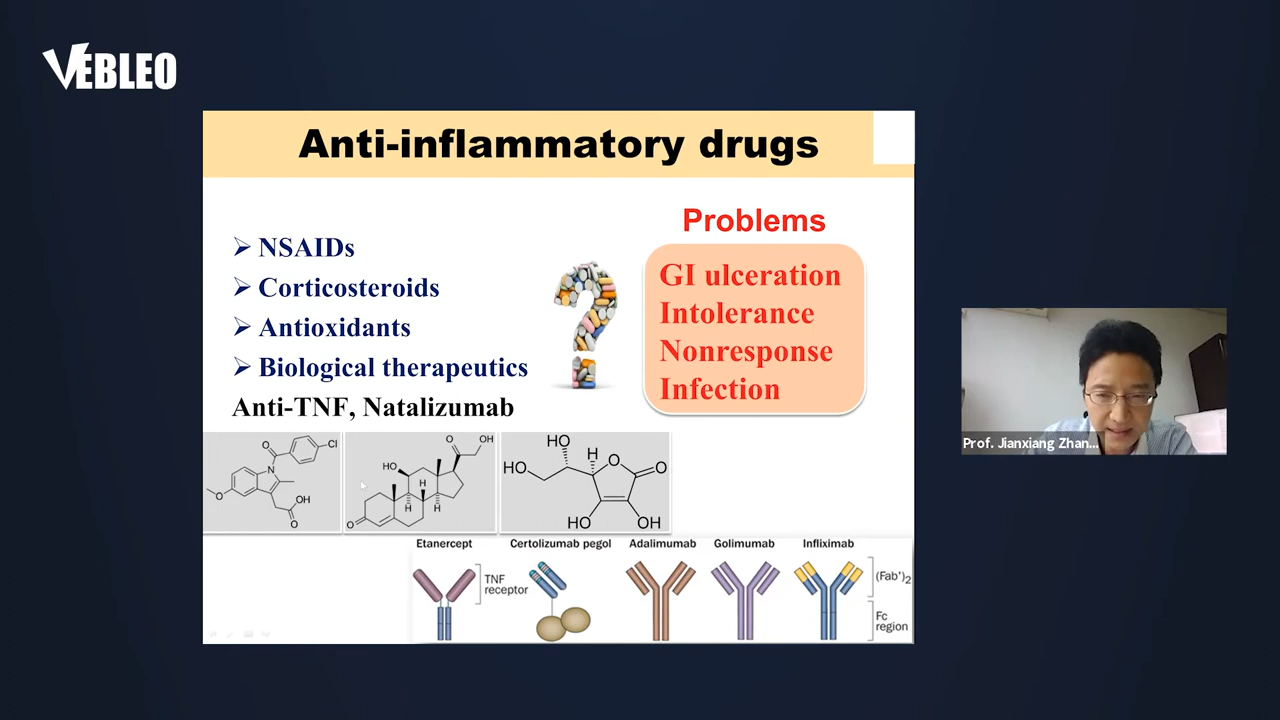 VEBLEO
Anti-inflammatory drugs
Problems
NSAIDs
Corticosteroids
Antioxidants
Biological therapeutics
Anti-TNF, Natalizumab
GI ulceration
Intolerance
Nonresponse
Infection
Cl
O
N
O
OH
O
O
OH
HO
H
H
H
O
HO
H
O
O
HO
HO
OH
Etanercept
Certolizumab pegol
Adalimumab
Golimumab
Infliximab
TNF
receptor
(Fab')2
Fc
region
Prof. Jianxiang Zhan...